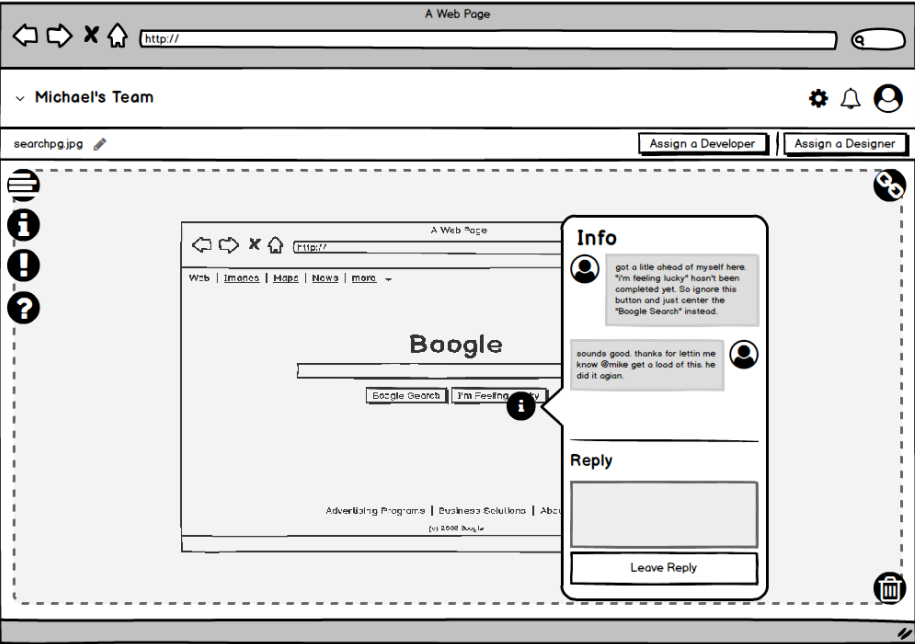 A Web Page
http://
Michael's Team
searchpg.jpg
Assign a Developer
Assign a Designer
A Web Page
http://
Web | Images | Maps | News | more
Boogle
Boogle Search
I'm Feeling
Advertising Programs | Business Solutions |
(c) 2008 Boogle
Info
got a litle ahead of myself here.
"i'm feeling lucky" hasn't been
completed yet. So ignore this
button and just center the
"Boogle Search" instead.
sounds good. thanks for lettin me
know @mike get a load of this. he
did it agian.
Reply
Leave Reply